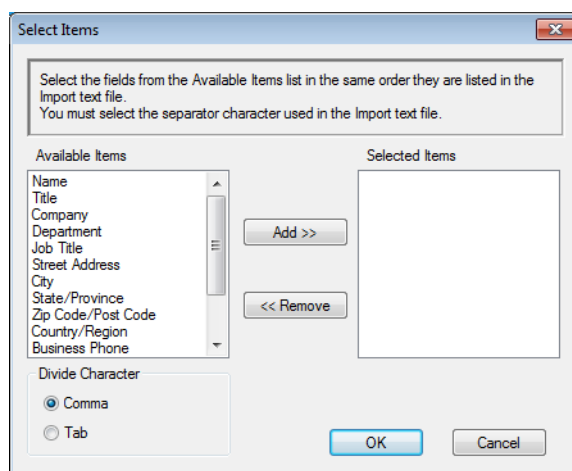 Select Items
Select the fields from the Available Items list in the same order they are listed in the
Import text file.
You must select the separator character used in the Import text file.
Available Items
Selected Items
Name
Title
Company
Department
Job Title
Street Address
City
State/Province
Zip Code/Post Code
Country/Region
Business Phone
Add >>
<< Remove
Divide Character
Comma
Tab
OK
Cancel